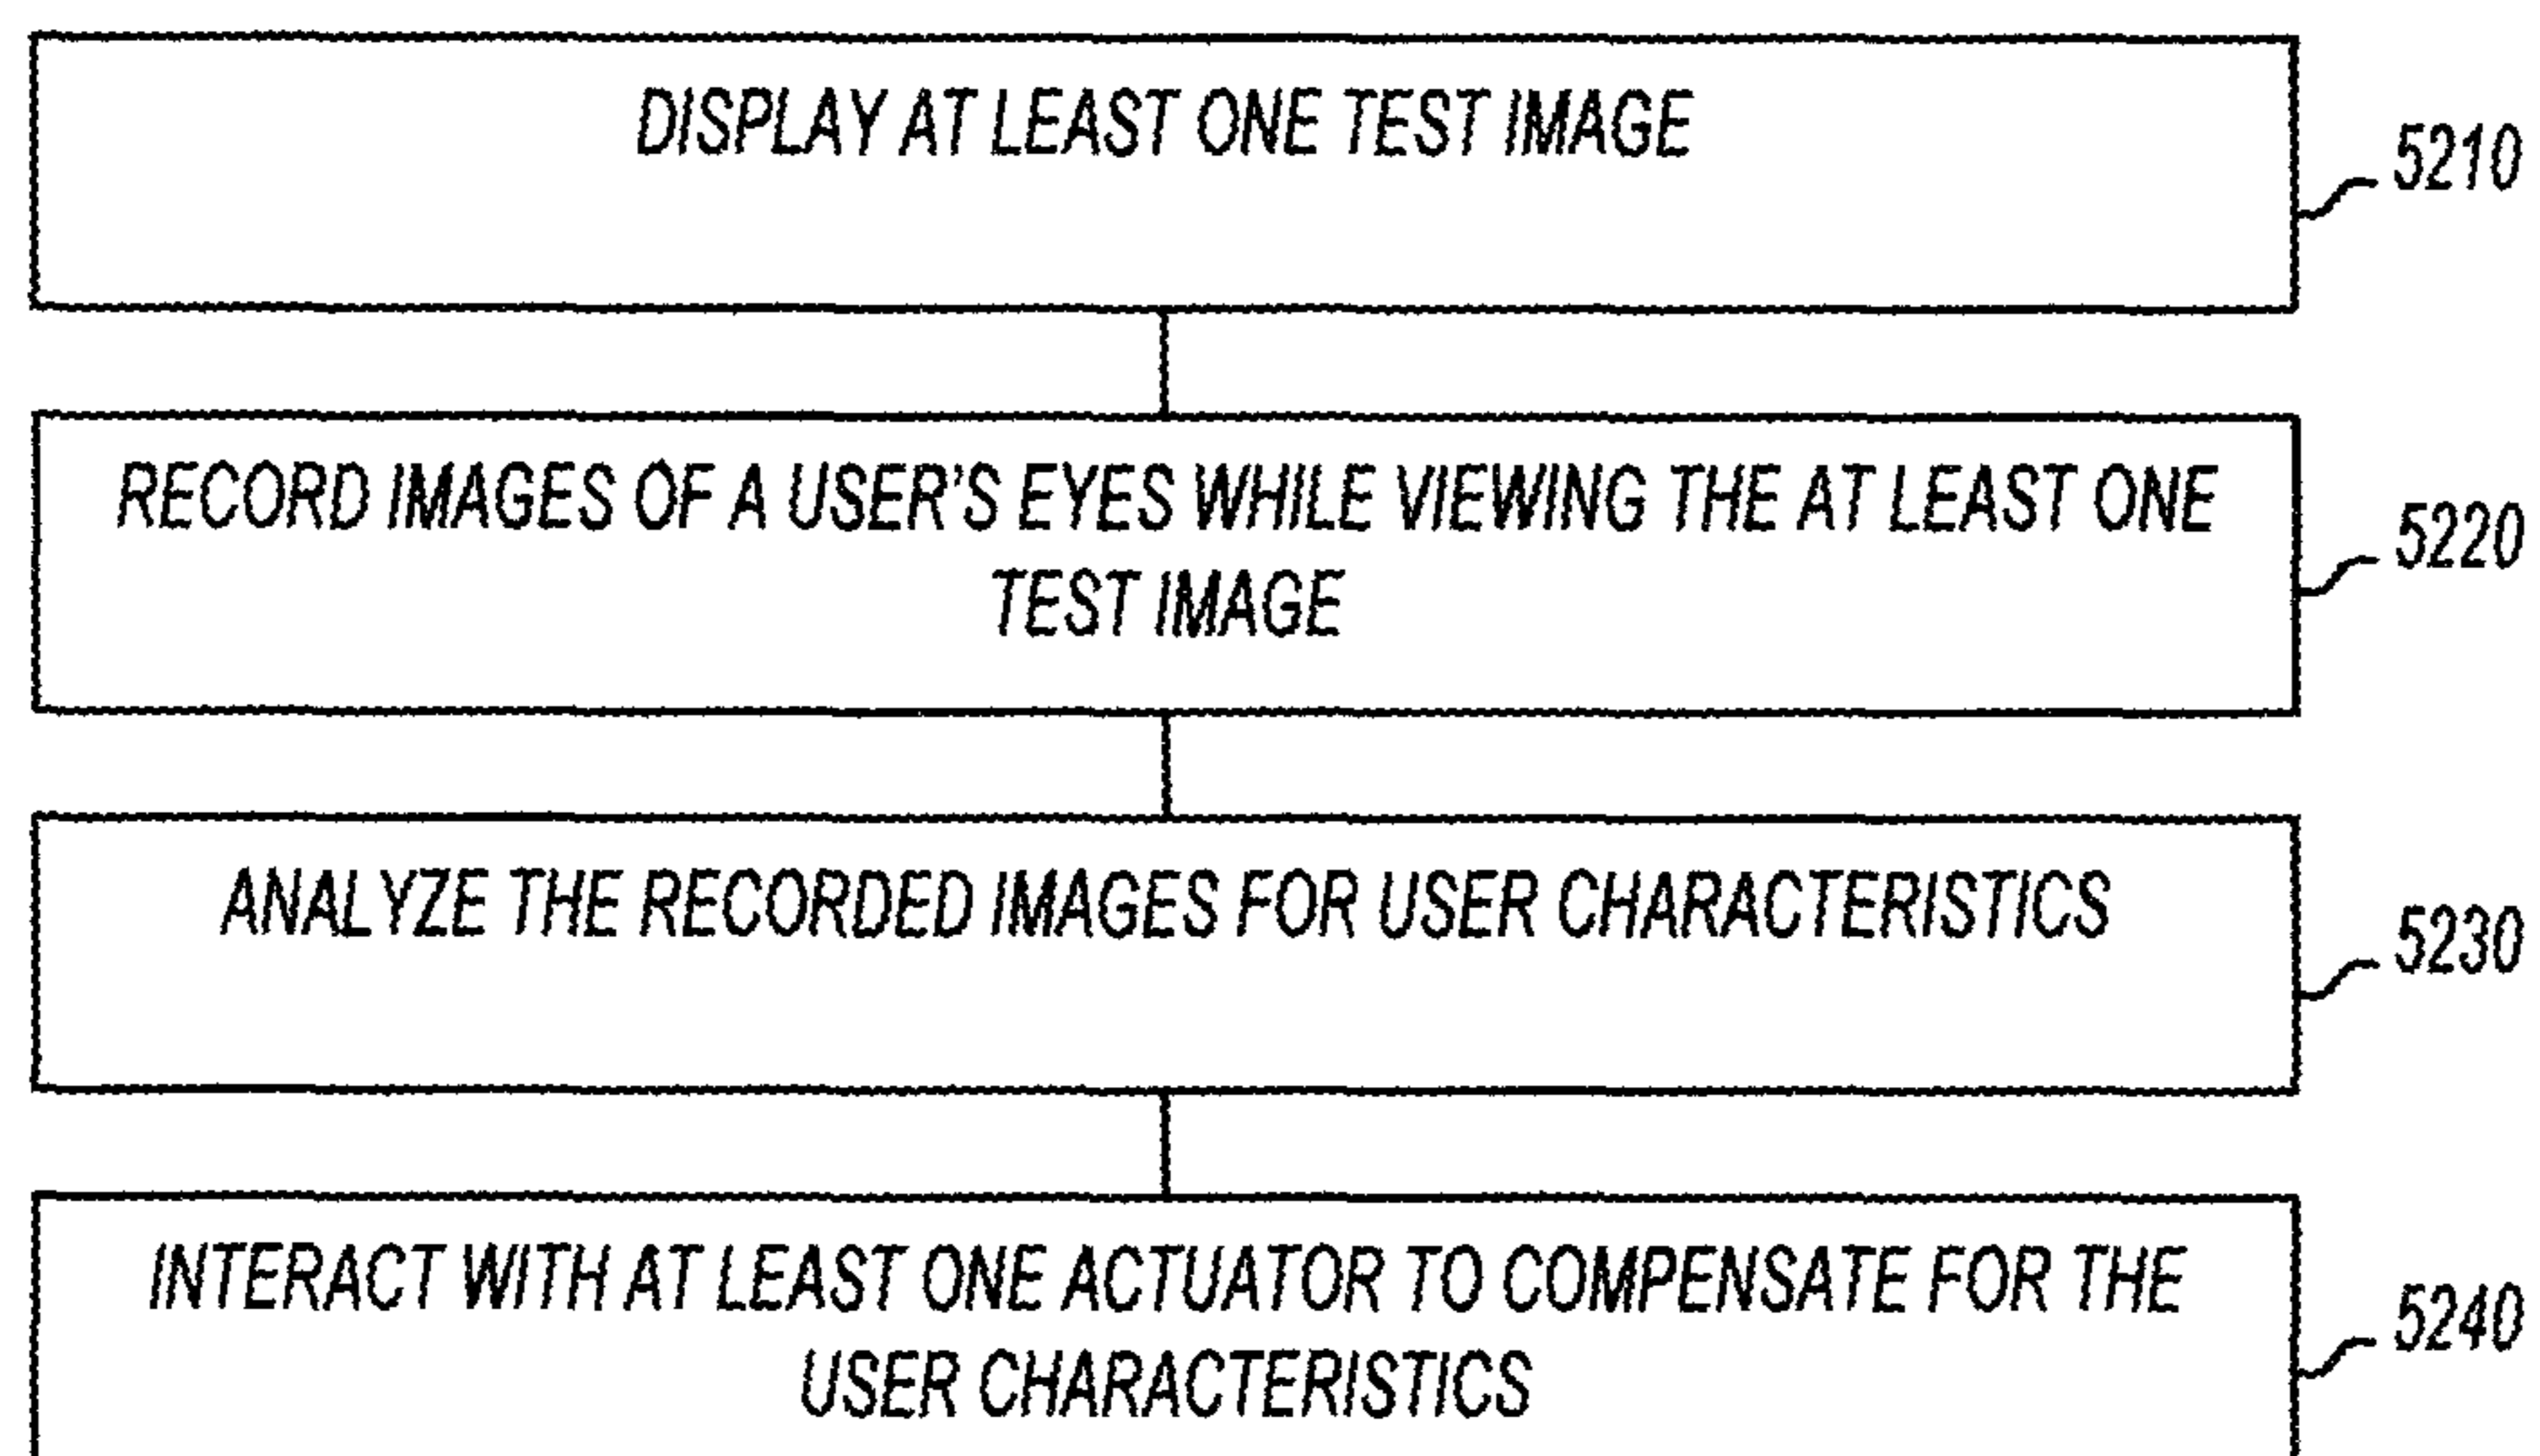 DISPLAY AT LEAST ONE TEST IMAGE
5210
RECORD IMAGES OF A USER'S EYES WHILE VIEWING THE AT LEAST ONE
TEST IMAGE
5220
ANALYZE THE RECORDED IMAGES FOR USER CHARACTERISTICS
5230
INTERACT WITH AT LEAST ONE ACTUATOR TO COMPENSATE FOR THE
USER CHARACTERISTICS
5240